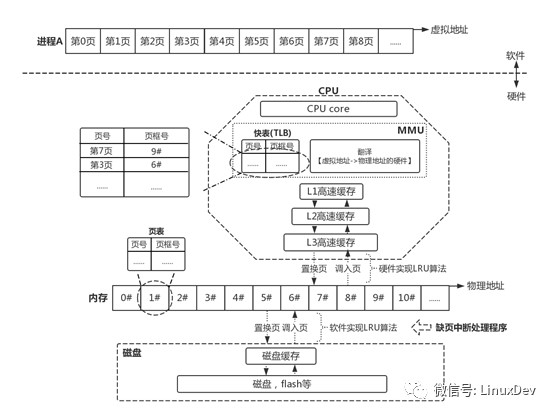 进程A 第0页 第1页 第2页 第3页 第4页 第5页 第6页 第7页 第8页 ...... 虚拟地址
软件
硬件
CPU
CPU core
MMU
快表(TLB)
页号 页框号
...... ......
翻译
【虚拟地址->物理地址的硬件】
页号 页框号
第7页 9#
第3页 6#
...... ......
L1高速缓存
L2高速缓存
L3高速缓存
页表
页号 页框号
...... ......
置换页 调入页 硬件实现LRU算法
物理地址
内存 0# 1# 2# 3# 4# 5# 6# 7# 8# 9# 10# ......
置换页 调入页 软件实现LRU算法 缺页中断处理程序
磁盘
磁盘缓存
磁盘，flash等
微信号: LinuxDev